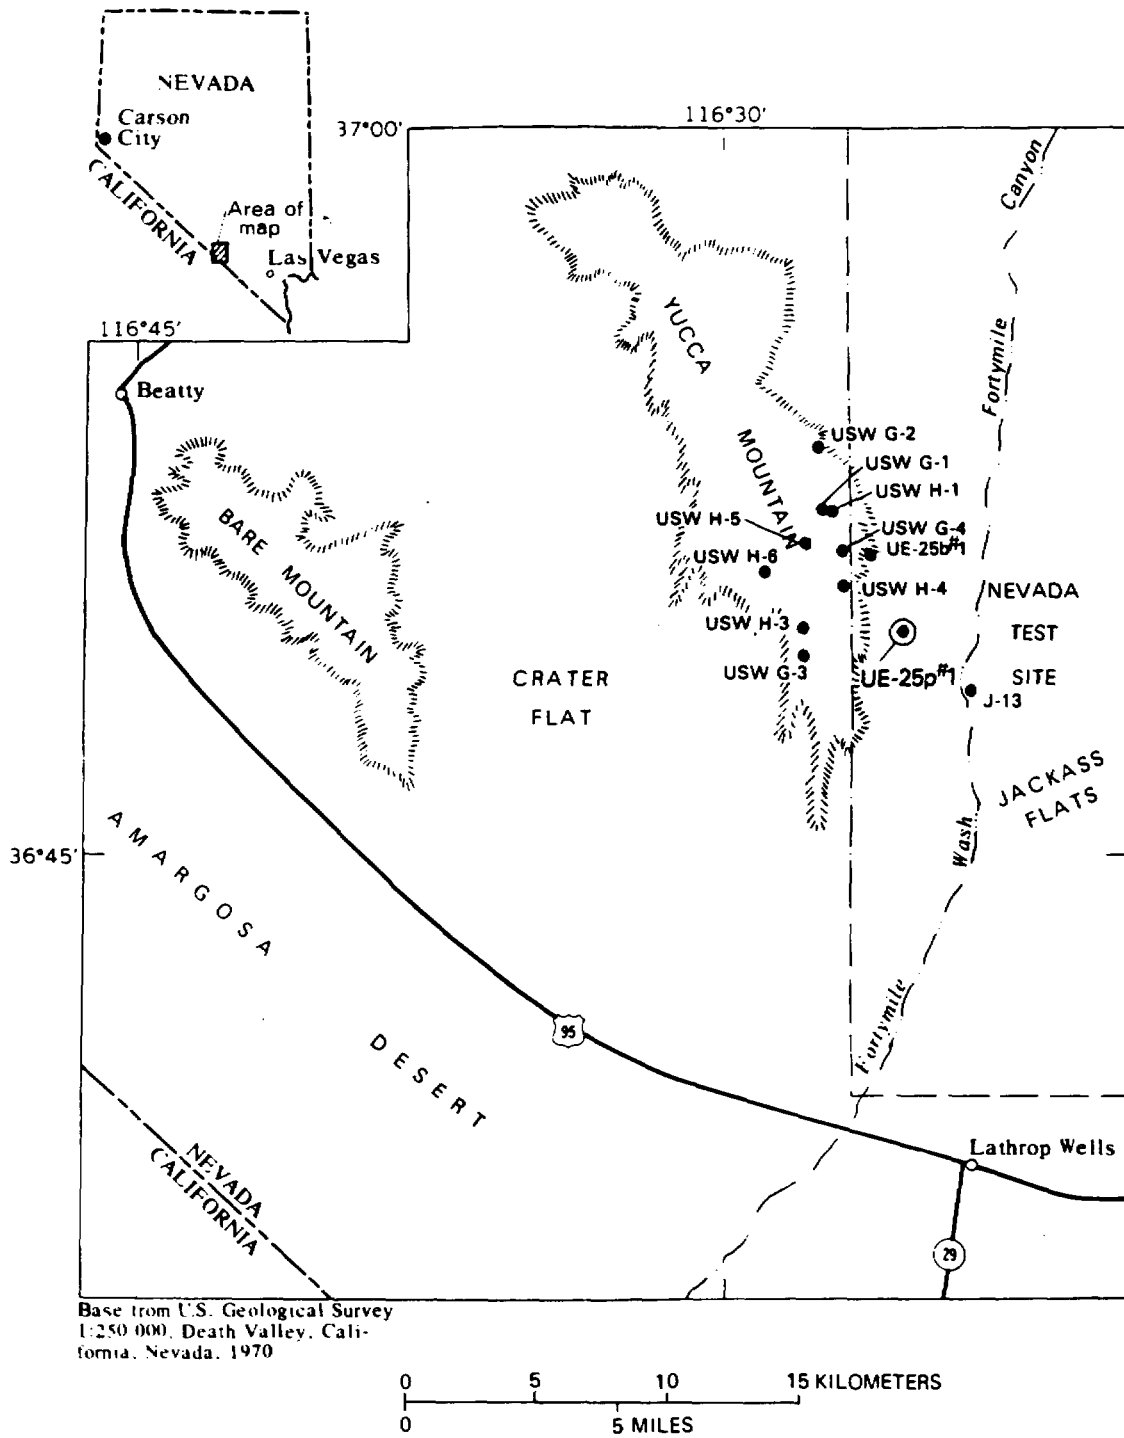 NEVADA
Carson
City
CALIFORNIA
Area of
map
Las Vegas
116°30'
37°00'
116°45'
Beatty
Canyon
Fortymile
YUCCA
MOUNTAIN
USW G-2
USW G-1
USW H-1
USW H-5
USW G-4
UE-25b#1
USW H-6
USW H-4
NEVADA
TEST
SITE
USW H-3
USW G-3
UE-25p#1
J-13
BARE
MOUNTAIN
CRATER
FLAT
JACKASS
FLATS
Wash
36°45'
AMARGOSA
DESERT
95
Fortymile
Lathrop Wells
NEVADA
CALIFORNIA
29
Base from U.S. Geological Survey
1:250 000, Death Valley, Cali-
fornia, Nevada, 1970
0 5 10 15 KILOMETERS
0 5 MILES